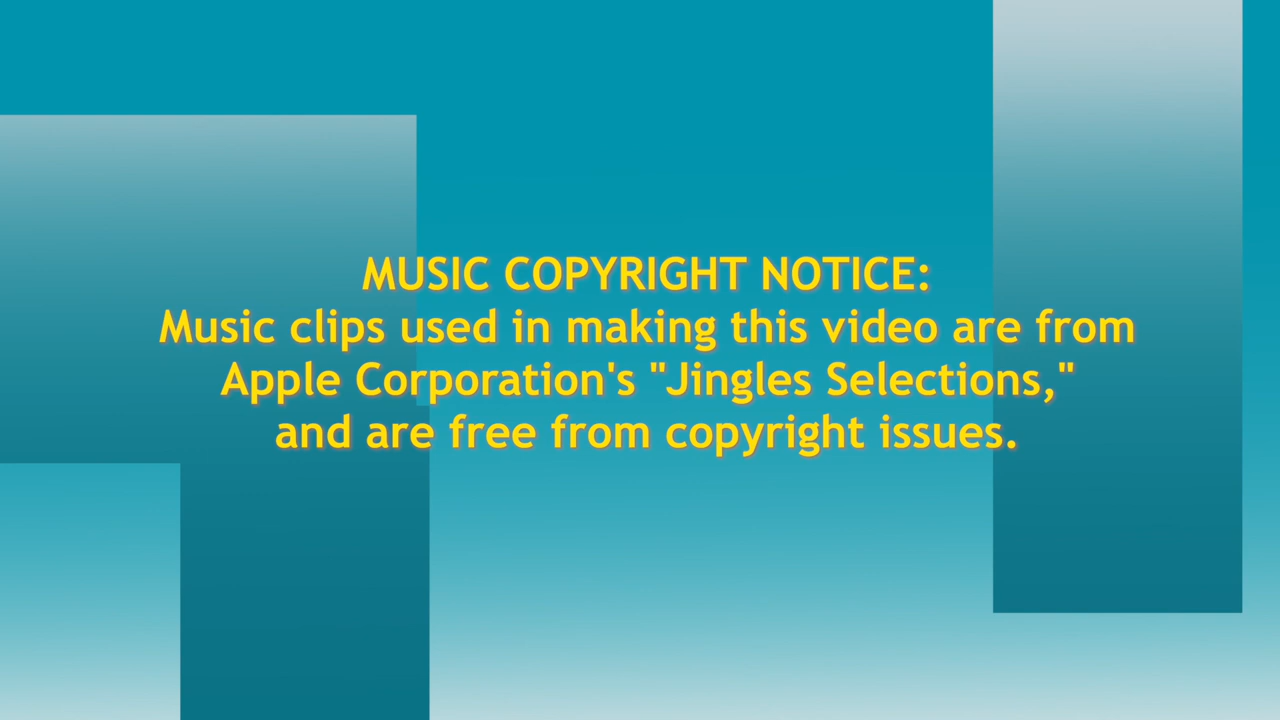 MUSIC COPYRIGHT NOTICE:
Music clips used in making this video are from
Apple Corporation's "Jingles Selections,"
and are free from copyright issues.